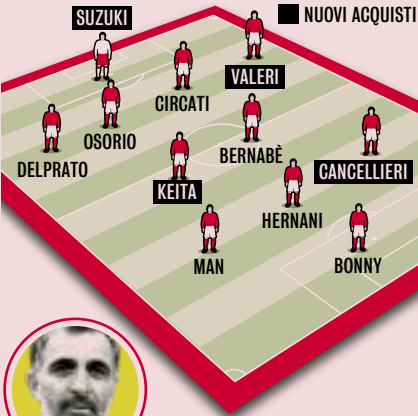 NUOVI ACQUISTI
SUZUKI
VALERI
CIRCATI
OSORIO
DELPRATO
BERNABÈ
CANCELLIERI
KEITA
HERNANI
MAN
BONNY